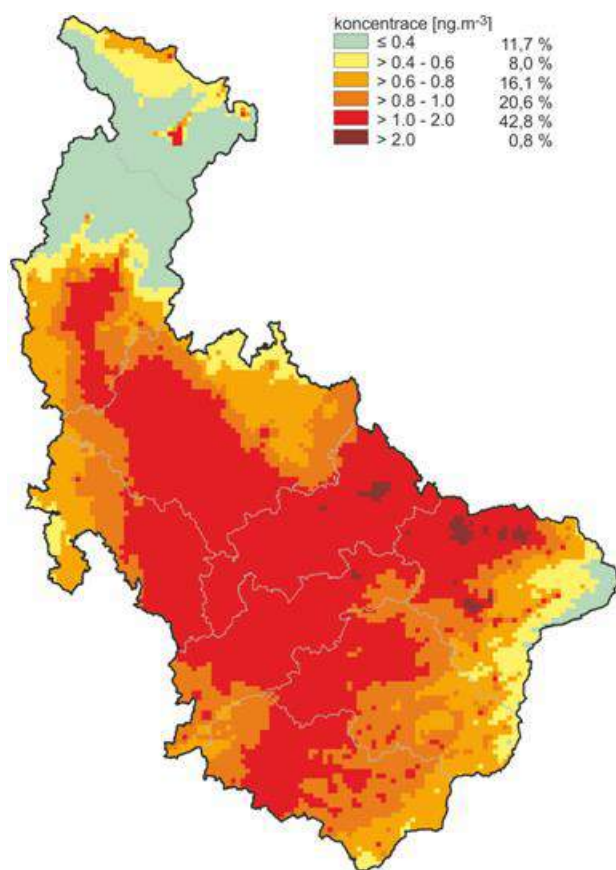 koncentrace [ng.m⁻³]
≤ 0.4 11,7 %
> 0.4 - 0.6 8,0 %
> 0.6 - 0.8 16,1 %
> 0.8 - 1.0 20,6 %
> 1.0 - 2.0 42,8 %
> 2.0 0,8 %